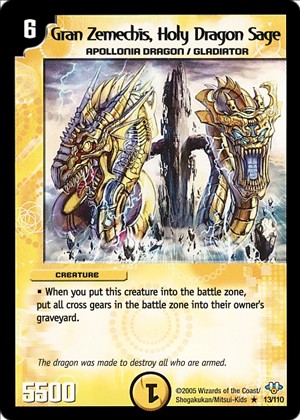 6
Gran Zemechis, Holy Dragon Sage
APOLLONIA DRAGON / GLADIATOR
CREATURE
▪ When you put this creature into the battle zone,
put all cross gears in the battle zone into their owner's
graveyard.
The dragon was made to destroy all who are armed.
5500
1
©2005 Wizards of the Coast/
Shogakukan/Mitsui-Kids ★ 13/110